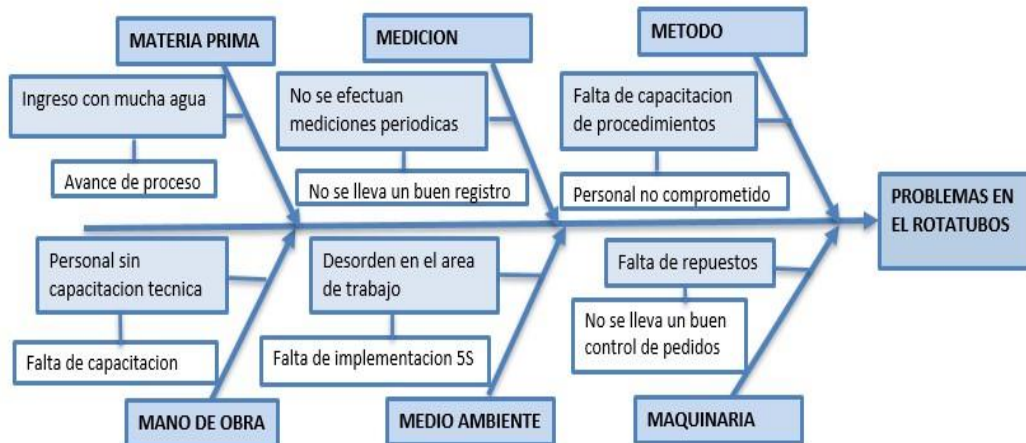 MATERIA PRIMA
MEDICION
METODO
Ingreso con mucha agua
Avance de proceso
No se efectuan
mediciones periodicas
No se lleva un buen registro
Falta de capacitacion
de procedimientos
Personal no comprometido
PROBLEMAS EN
EL ROTATUBOS
Personal sin
capacitacion tecnica
Falta de capacitacion
Desorden en el area
de trabajo
Falta de implementacion 5S
Falta de repuestos
No se lleva un buen
control de pedidos
MANO DE OBRA
MEDIO AMBIENTE
MAQUINARIA